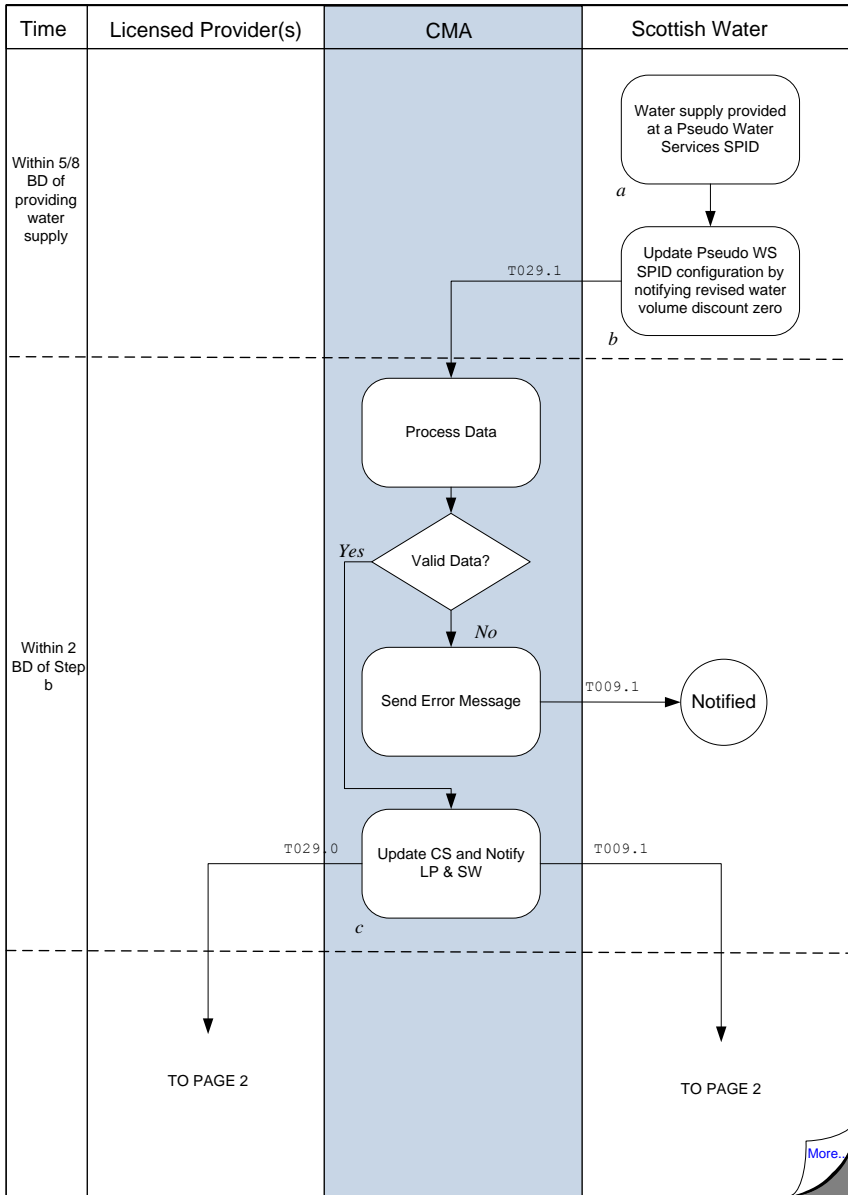 Time
Licensed Provider(s)
CMA
Scottish Water
Within 5/8
BD of
providing
water
supply
Water supply provided
at a Pseudo Water
Services SPID
a
Update Pseudo WS
SPID configuration by
notifying revised water
volume discount zero
b
T029.1
Within 2
BD of Step
b
Process Data
Valid Data?
Yes
No
Send Error Message
T009.1
Notified
Update CS and Notify
LP & SW
c
T029.0
T009.1
TO PAGE 2
TO PAGE 2
More..